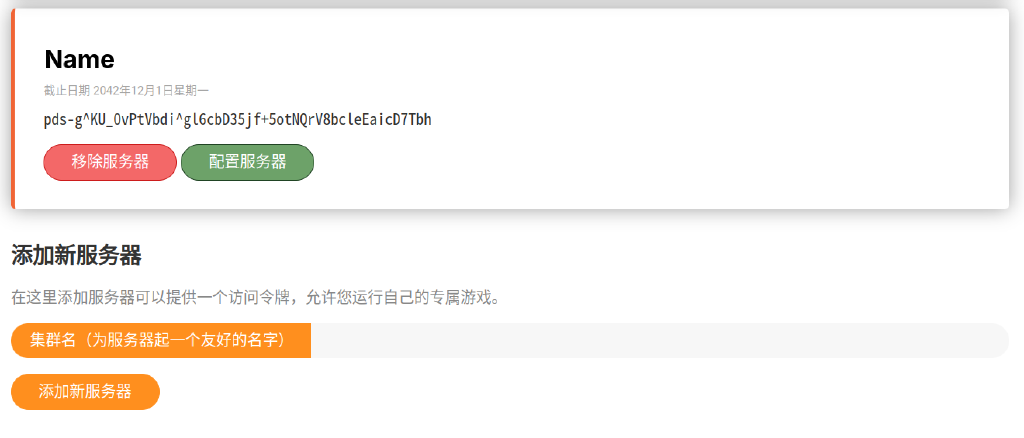 Name
截止日期 2042年12月1日星期一
pds-g^KU_OvPtVbdi^gl6cbD35jf+5otNQrV8bcleEaicD7Tbh
移除服务器 配置服务器
添加新服务器
在这里添加服务器可以提供一个访问令牌，允许您运行自己的专属游戏。
集群名（为服务器起一个友好的名字）
添加新服务器